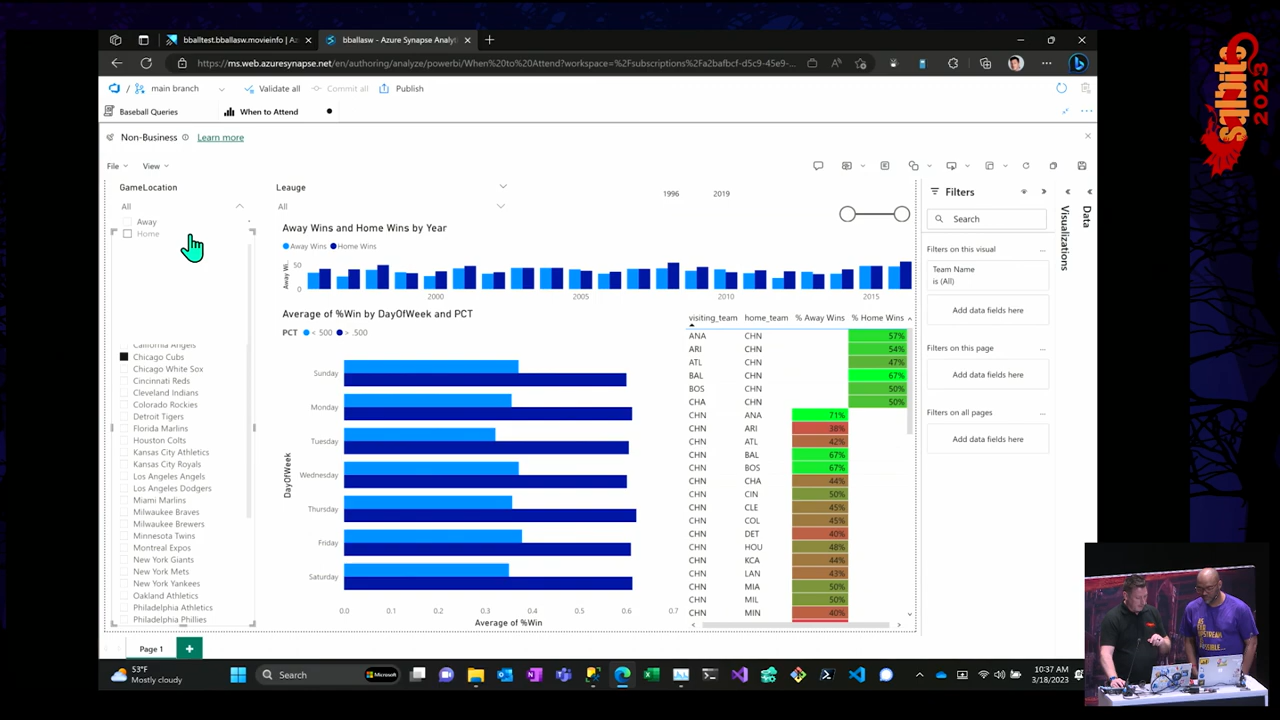 bballtest.bballasw.movieinfo | Az
bballasw - Azure Synapse Analyti
https://ms.web.azuresynapse.net/en/authoring/analyze/powerbi/When%20to%20Attend?workspace=%2Fsubscriptions%2Fa2bafbcf-d5c9-45e9-...
main branch
Validate all
Commit all
Publish
Baseball Queries
When to Attend
Non-Business
Learn more
File
View
GameLocation
All
Away
Home
California Angels
Chicago Cubs
Chicago White Sox
Cincinnati Reds
Cleveland Indians
Colorado Rockies
Detroit Tigers
Florida Marlins
Houston Colts
Kansas City Athletics
Kansas City Royals
Los Angeles Angels
Los Angeles Dodgers
Miami Marlins
Milwaukee Braves
Milwaukee Brewers
Minnesota Twins
Montreal Expos
New York Giants
New York Mets
New York Yankees
Oakland Athletics
Philadelphia Athletics
Philadelphia Phillies
Leauge
All
1996 2019
Away Wins and Home Wins by Year
Away Wins Home Wins
Away Wi...
50
0
2000 2005 2010 2015
Average of %Win by DayOfWeek and PCT
PCT < 500 > .500
DayOfWeek
Sunday
Monday
Tuesday
Wednesday
Thursday
Friday
Saturday
0.0 0.1 0.2 0.3 0.4 0.5 0.6 0.7
Average of %Win
visiting_team home_team % Away Wins % Home Wins
ANA CHN 57%
ARI CHN 54%
ATL CHN 47%
BAL CHN 67%
BOS CHN 50%
CHA CHN 50%
CHN ANA 71%
CHN ARI 38%
CHN ATL 42%
CHN BAL 67%
CHN BOS 67%
CHN CHA 44%
CHN CIN 50%
CHN CLE 45%
CHN COL 45%
CHN DET 40%
CHN HOU 48%
CHN KCA 44%
CHN LAN 43%
CHN MIA 50%
CHN MIL 50%
CHN MIN 40%
Filters
Search
Filters on this visual
Team Name
is (All)
Add data fields here
Filters on this page
Add data fields here
Filters on all pages
Add data fields here
Visualizations
Data
Page 1
53°F
Mostly cloudy
Search
Microsoft
10:37 AM
3/18/2023
sqlbits
2023